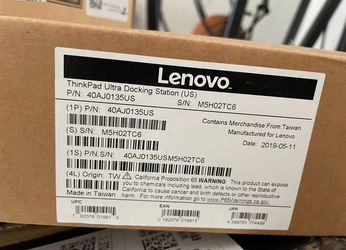 Lenovo
ThinkPad Ultra Docking Station (US)
P/N: 40AJ0135US S/N: M5H02TC6
(1P) P/N: 40AJ0135US
Contains Merchandise From:Taiwan
Manufactured for Lenovo
(S) S/N: M5H02TC6
Date: 2019-05-11
(1S) P/N.S/N: 40AJ0135USM5H02TC6
(4L) Origin: TW
California Proposition 65 WARNING: This product can expose
you to chemicals including lead, which is known to the State of
California to cause cancer and birth defects or other reproductive
harm. For more information go to www.P65Warnings.ca.gov.
Made in Taiwan
UPC EAN JAN